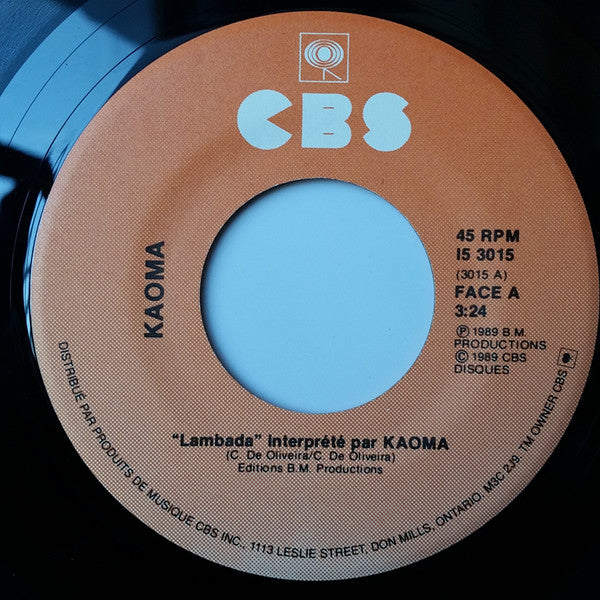 CBS
KAOMA
45 RPM
I5 3015
(3015 A)
FACE A
3:24
Ⓟ 1989 B.M.
PRODUCTIONS
© 1989 CBS
DISQUES
"Lambada" interprété par KAOMA
(C. De Oliveira/C. De Oliveira)
Editions B.M. Productions
DISTRIBUÉ PAR PRODUITS DE MUSIQUE CBS INC., 1113 LESLIE STREET, DON MILLS, ONTARIO. M3C 2J9. TM OWNER CBS